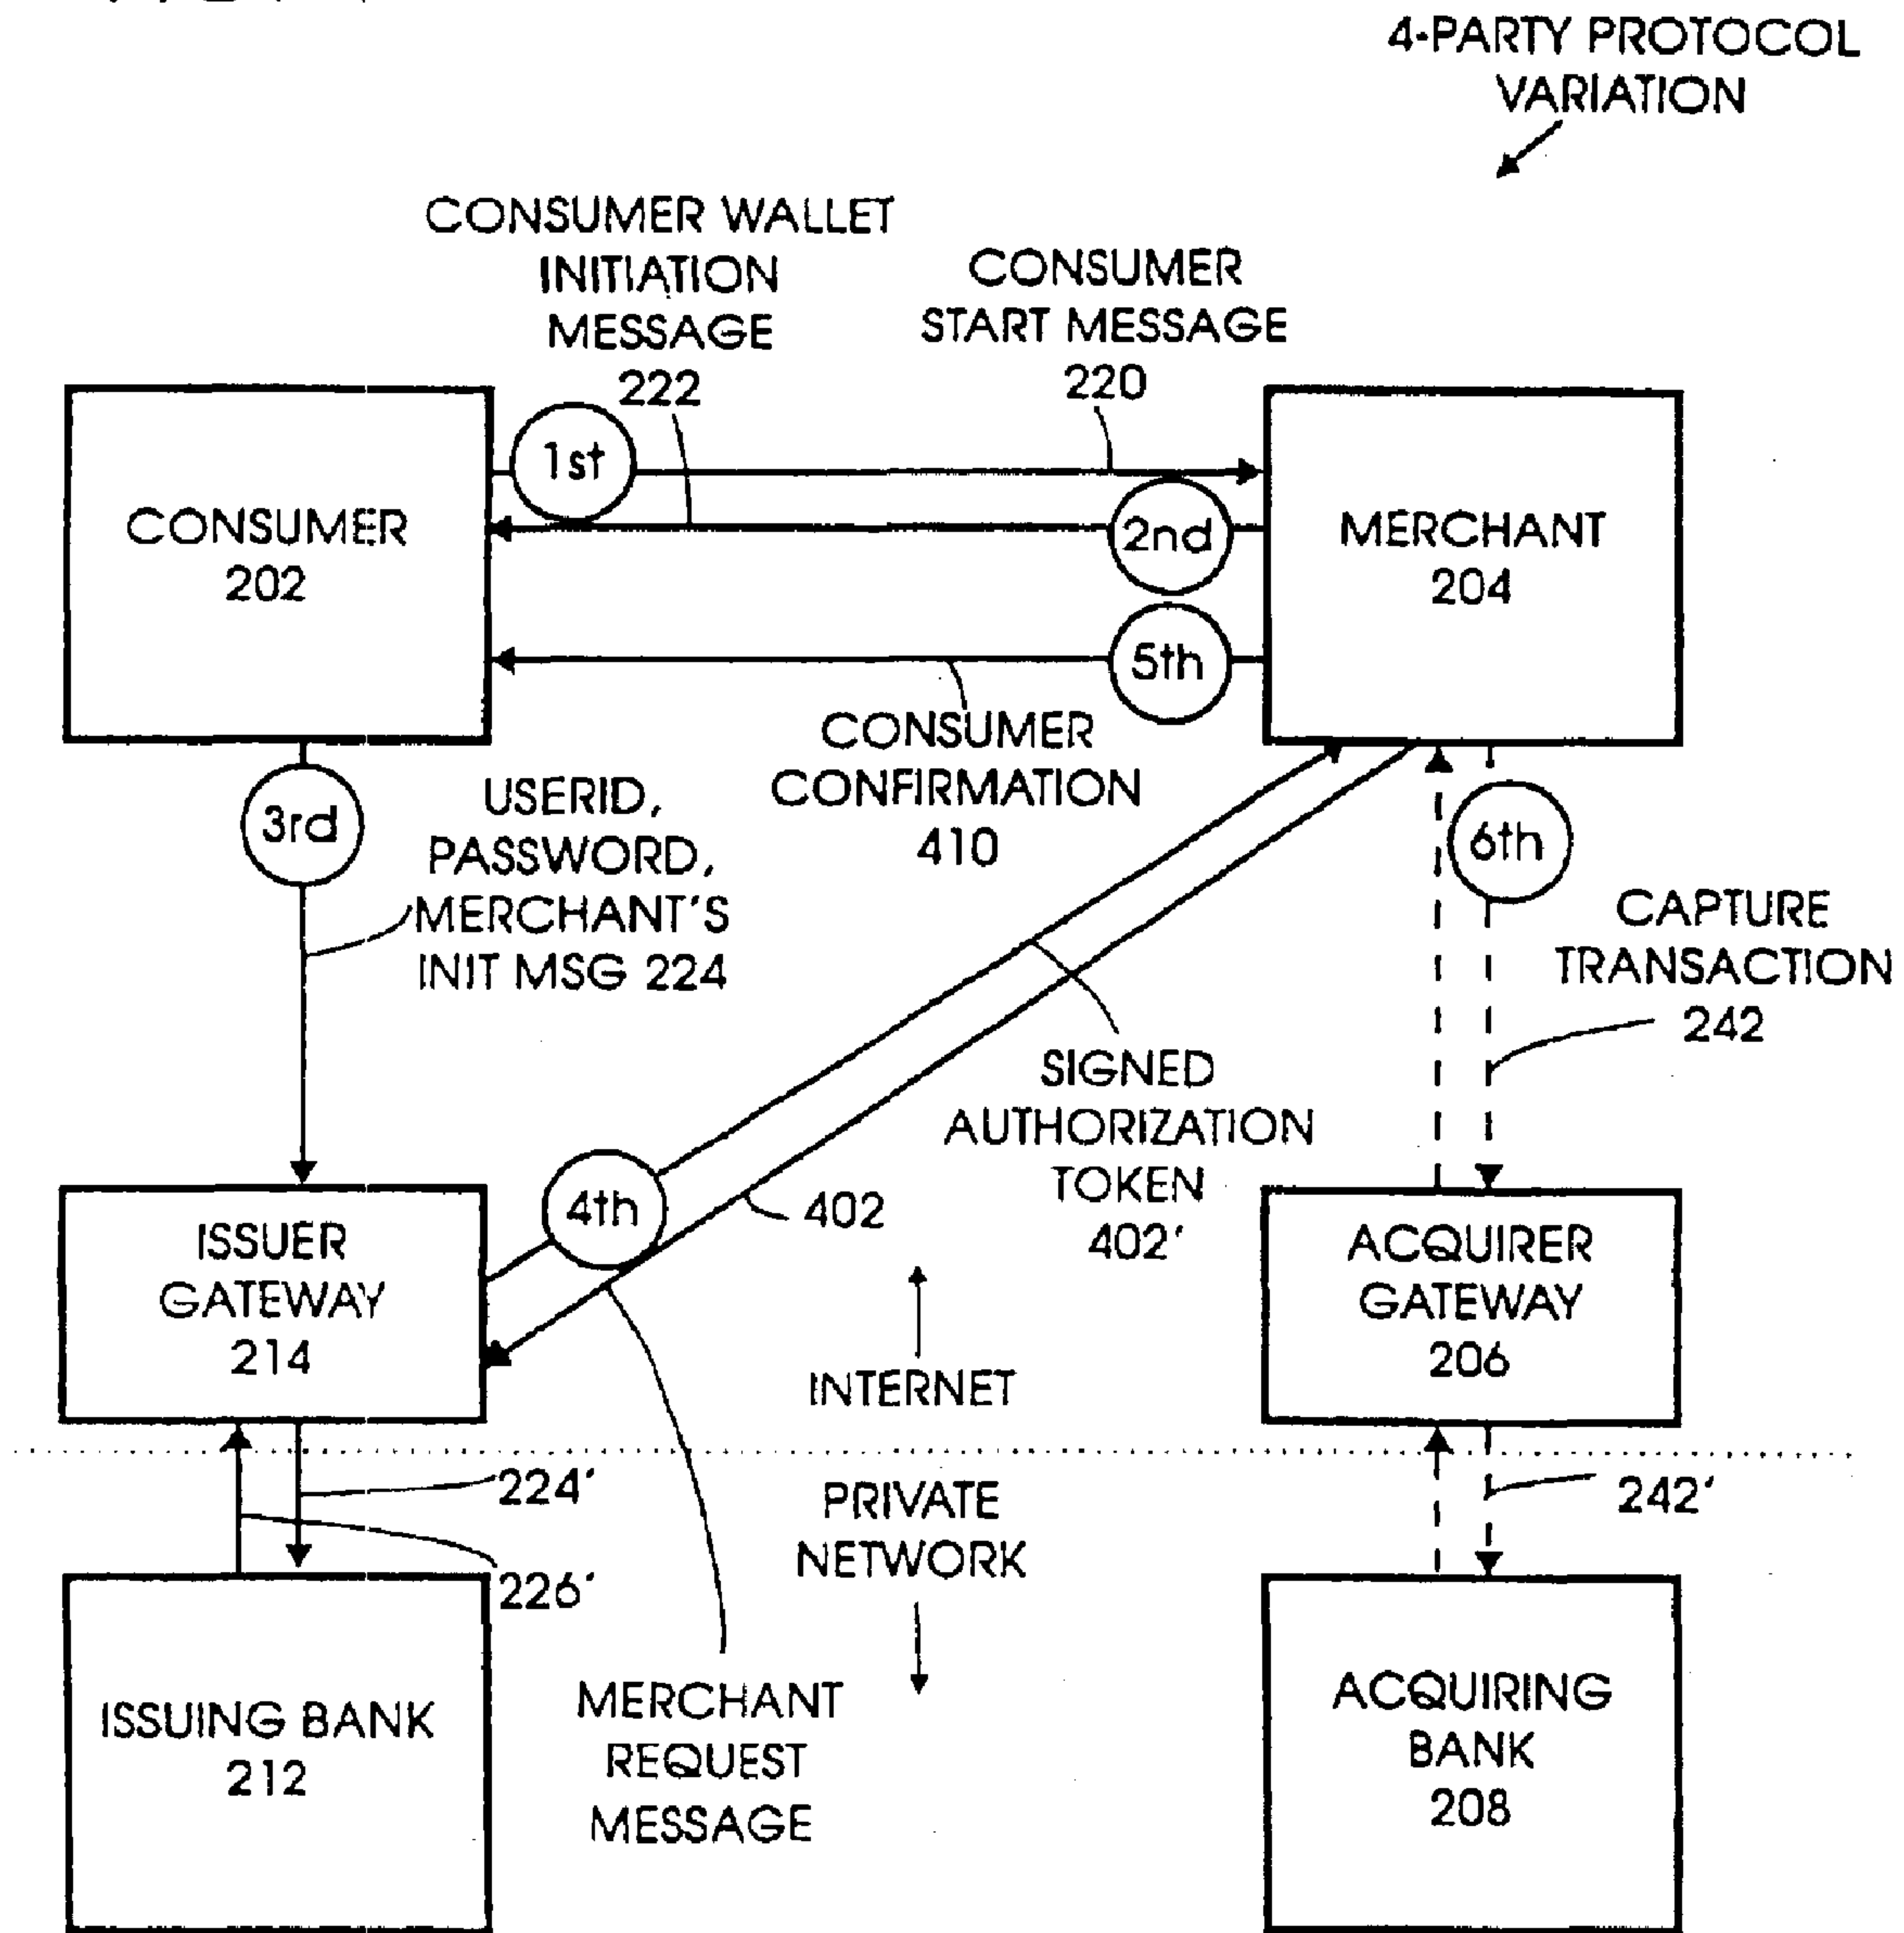 4-PARTY PROTOCOL
VARIATION
CONSUMER WALLET
INITIATION
MESSAGE
222
CONSUMER
START MESSAGE
220
1st
CONSUMER
202
2nd
MERCHANT
204
5th
CONSUMER
CONFIRMATION
410
3rd
USERID,
PASSWORD,
MERCHANT'S
INIT MSG 224
6th
CAPTURE
TRANSACTION
242
SIGNED
AUTHORIZATION
TOKEN
402'
4th
402
ISSUER
GATEWAY
214
ACQUIRER
GATEWAY
206
INTERNET
224'
226'
PRIVATE
NETWORK
242'
ISSUING BANK
212
MERCHANT
REQUEST
MESSAGE
ACQUIRING
BANK
208